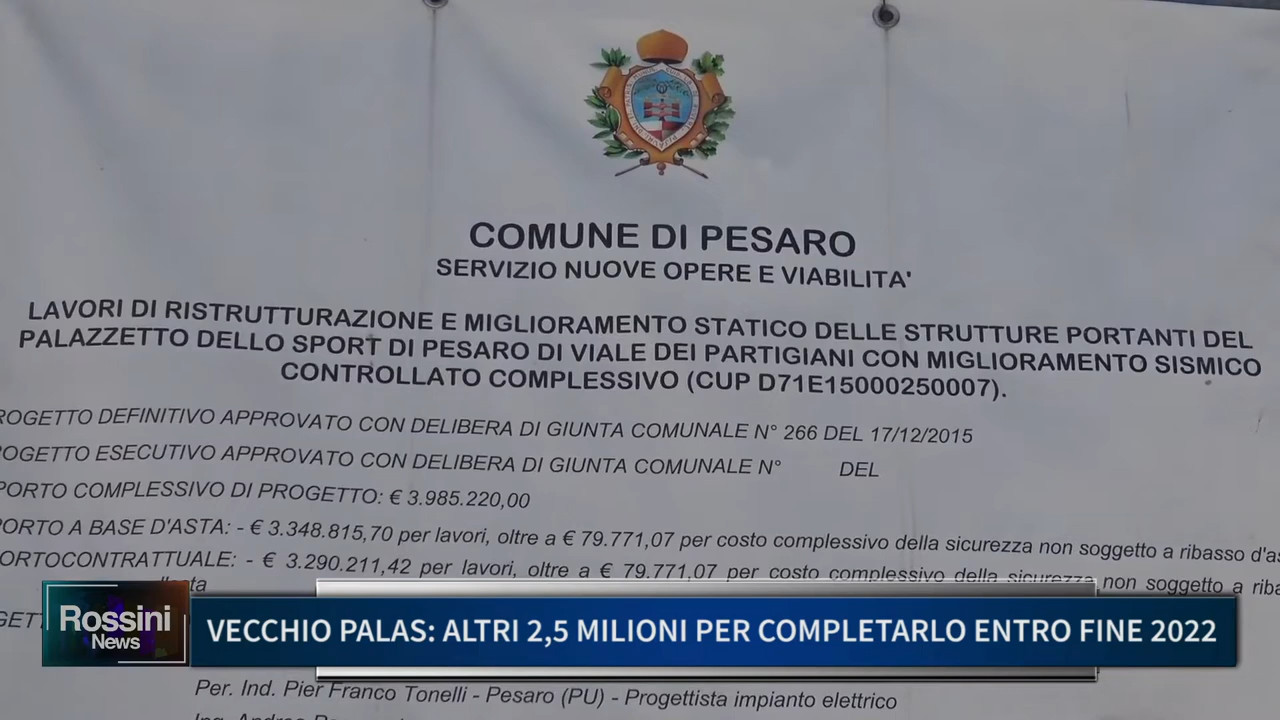 COMUNE DI PESARO
SERVIZIO NUOVE OPERE E VIABILITA'
LAVORI DI RISTRUTTURAZIONE E MIGLIORAMENTO STATICO DELLE STRUTTURE PORTANTI DEL
PALAZZETTO DELLO SPORT DI PESARO DI VIALE DEI PARTIGIANI CON MIGLIORAMENTO SISMICO
CONTROLLATO COMPLESSIVO (CUP D71E15000250007).
ROGETTO DEFINITIVO APPROVATO CON DELIBERA DI GIUNTA COMUNALE N° 266 DEL 17/12/2015
OGETTO ESECUTIVO APPROVATO CON DELIBERA DI GIUNTA COMUNALE N° DEL
PORTO COMPLESSIVO DI PROGETTO: € 3.985.220,00
PORTO A BASE D'ASTA: - € 3.348.815,70 per lavori, oltre a € 79.771,07 per costo complessivo della sicurezza non soggetto a ribasso d'as
ORTOCONTRATTUALE: - € 3.290.211,42 per lavori, oltre a € 79.771,07 per costo complessivo della sicurezza non soggetto a riba
Rossini
News
VECCHIO PALAS: ALTRI 2,5 MILIONI PER COMPLETARLO ENTRO FINE 2022
Per. Ind. Pier Franco Tonelli - Pesaro (PU) - Progettista impianto elettrico